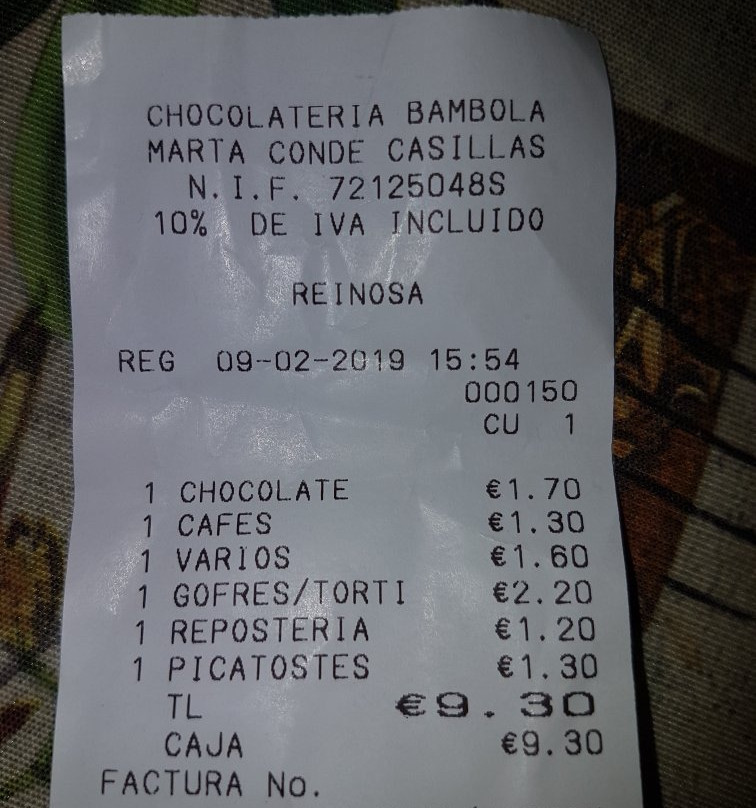 CHOCOLATERIA BAMBOLA
MARTA CONDE CASILLAS
N.I.F. 72125048S
10% DE IVA INCLUIDO
REINOSA
REG 09-02-2019 15:54
000150
CU 1
1 CHOCOLATE €1.70
1 CAFES €1.30
1 VARIOS €1.60
1 GOFRES/TORTI €2.20
1 REPOSTERIA €1.20
1 PICATOSTES €1.30
TL €9.30
CAJA €9.30
FACTURA No.